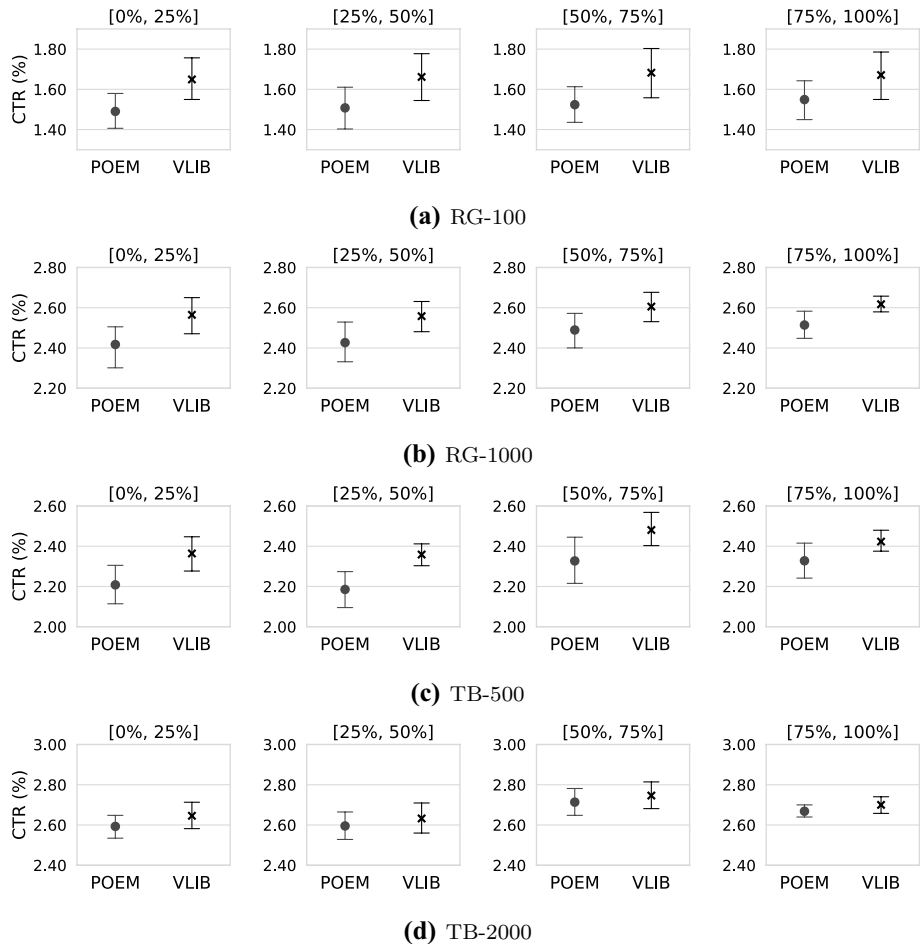 [0%, 25%] [25%, 50%] [50%, 75%] [75%, 100%]
CTR (%)
1.80 1.80 1.80 1.80
1.60 1.60 1.60 1.60
1.40 1.40 1.40 1.40
POEM VLIB POEM VLIB POEM VLIB POEM VLIB
(a) RG-100
[0%, 25%] [25%, 50%] [50%, 75%] [75%, 100%]
CTR (%)
2.80 2.80 2.80 2.80
2.60 2.60 2.60 2.60
2.40 2.40 2.40 2.40
2.20 2.20 2.20 2.20
POEM VLIB POEM VLIB POEM VLIB POEM VLIB
(b) RG-1000
[0%, 25%] [25%, 50%] [50%, 75%] [75%, 100%]
CTR (%)
2.60 2.60 2.60 2.60
2.40 2.40 2.40 2.40
2.20 2.20 2.20 2.20
2.00 2.00 2.00 2.00
POEM VLIB POEM VLIB POEM VLIB POEM VLIB
(c) TB-500
[0%, 25%] [25%, 50%] [50%, 75%] [75%, 100%]
CTR (%)
3.00 3.00 3.00 3.00
2.80 2.80 2.80 2.80
2.60 2.60 2.60 2.60
2.40 2.40 2.40 2.40
POEM VLIB POEM VLIB POEM VLIB POEM VLIB
(d) TB-2000